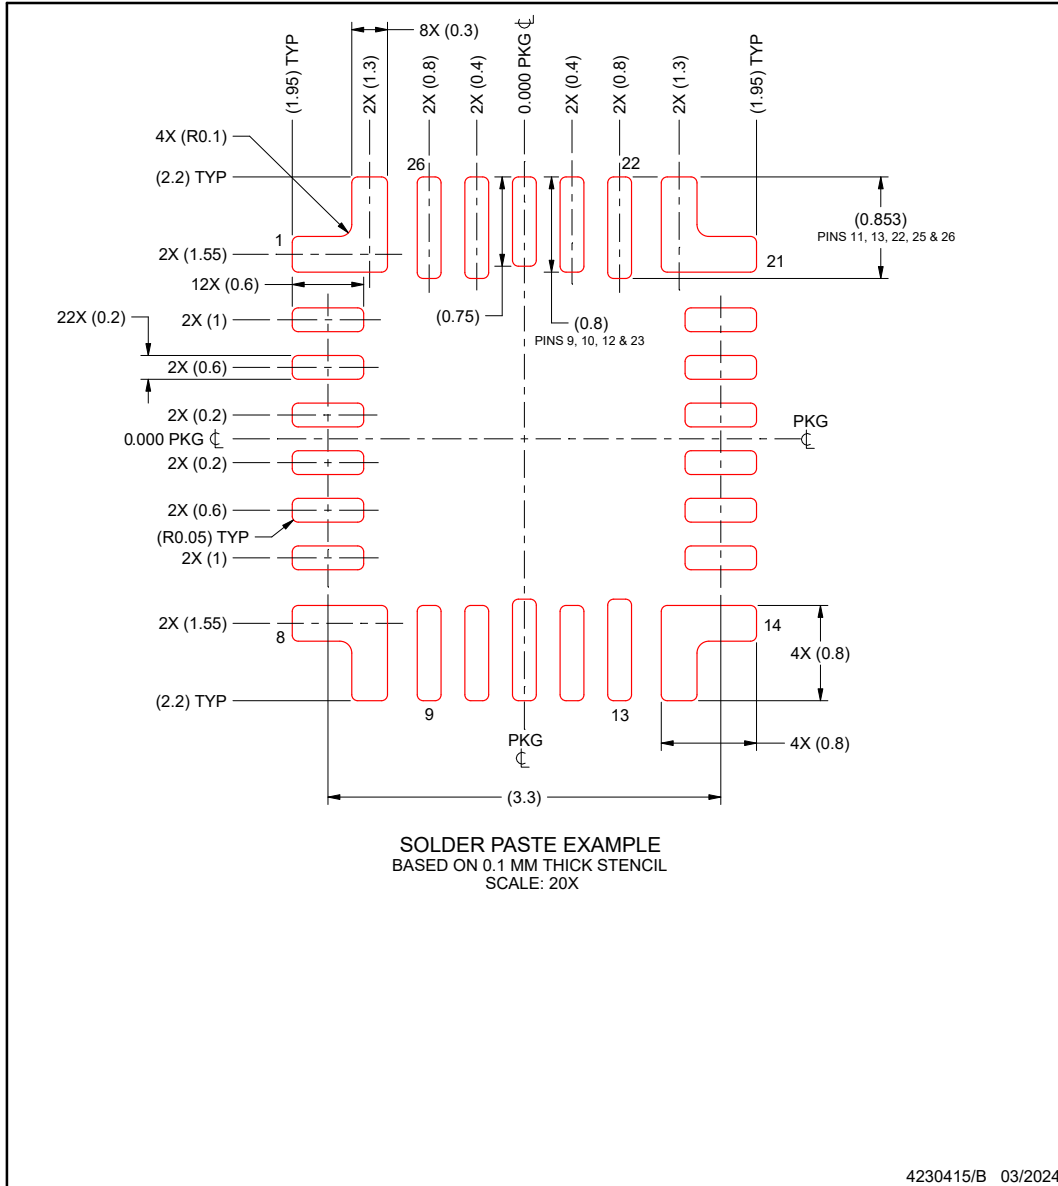 8X (0.3)
(1.95) TYP
2X (1.3)
2X (0.8)
2X (0.4)
0.000 PKG ℄
2X (0.4)
2X (0.8)
2X (1.3)
(1.95) TYP
4X (R0.1)
26
22
(2.2) TYP
(0.853)
PINS 11, 13, 22, 25 & 26
1
2X (1.55)
21
12X (0.6)
22X (0.2)
2X (1)
(0.75)
(0.8)
PINS 9, 10, 12 & 23
2X (0.6)
2X (0.2)
PKG
℄
0.000 PKG ℄
2X (0.2)
2X (0.6)
(R0.05) TYP
2X (1)
2X (1.55)
8
14
4X (0.8)
(2.2) TYP
9
13
PKG
℄
4X (0.8)
(3.3)
SOLDER PASTE EXAMPLE
BASED ON 0.1 MM THICK STENCIL
SCALE: 20X
4230415/B 03/2024